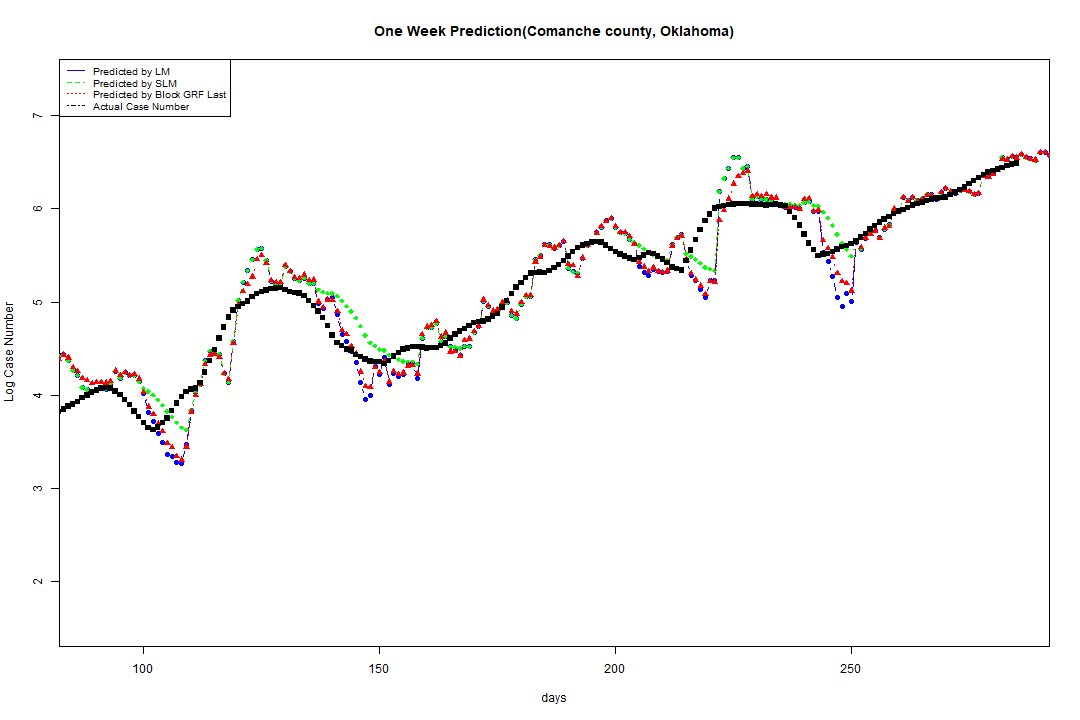 One Week Prediction(Comanche county, Oklahoma)
Predicted by LM
Predicted by SLM
Predicted by Block GRF Last
Actual Case Number
7
6
5
4
3
2
Log Case Number
100 150 200 250
days